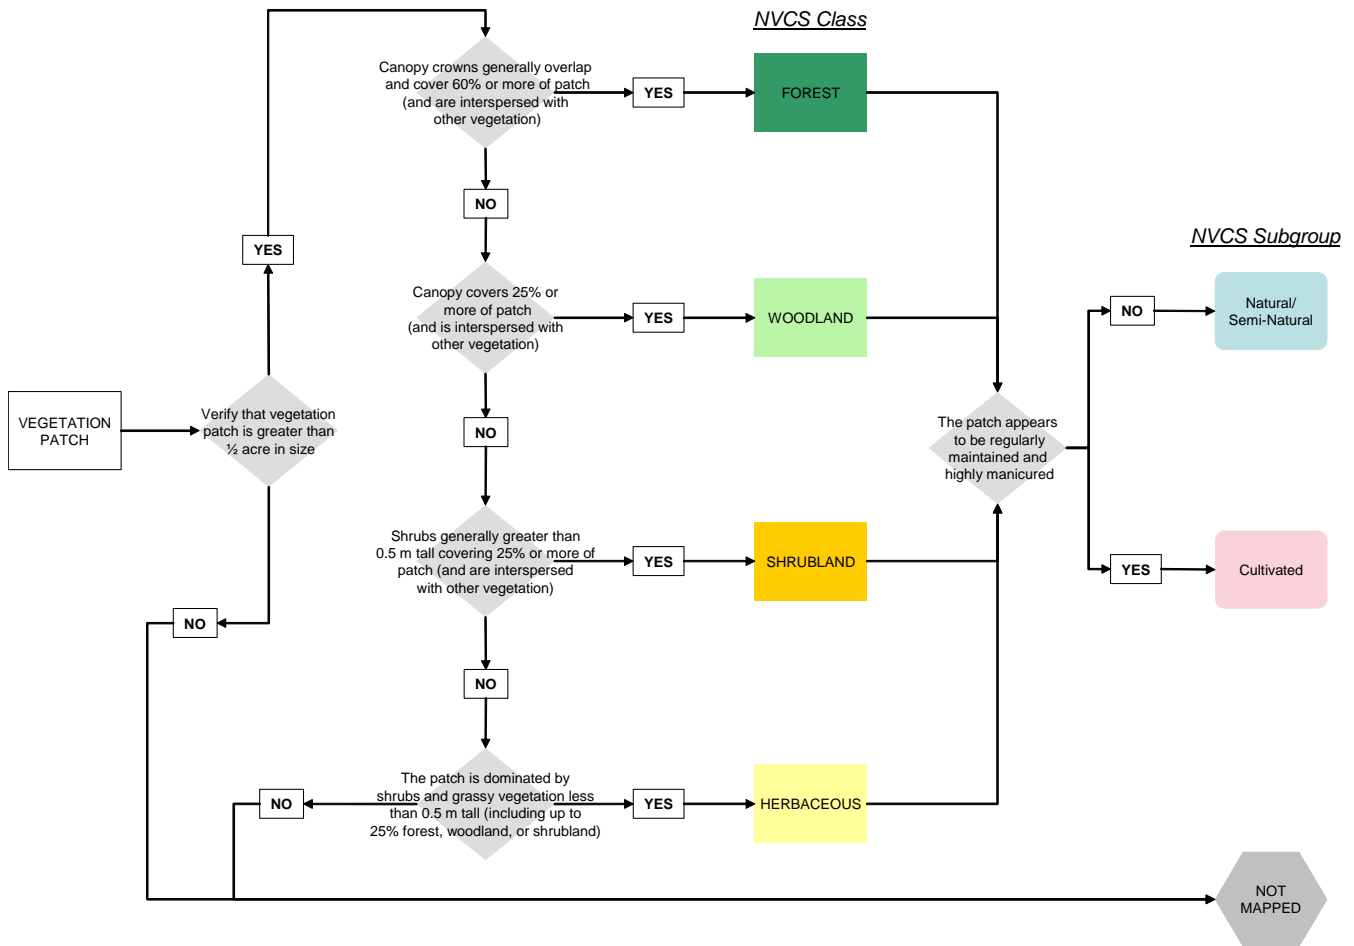 NVCS Class
Canopy crowns generally overlap
and cover 60% or more of patch
(and are interspersed with
other vegetation)
YES
FOREST
NO
YES
NVCS Subgroup
Canopy covers 25% or
more of patch
(and is interspersed with
other vegetation)
YES
WOODLAND
NO
Natural/
Semi-Natural
VEGETATION
PATCH
Verify that vegetation
patch is greater than
½ acre in size
NO
The patch appears
to be regularly
maintained and
highly manicured
Shrubs generally greater than
0.5 m tall covering 25% or more of
patch (and are interspersed
with other vegetation)
YES
SHRUBLAND
YES
Cultivated
NO
NO
The patch is dominated by
shrubs and grassy vegetation less
than 0.5 m tall (including up to
25% forest, woodland, or shrubland)
NO
YES
HERBACEOUS
NOT
MAPPED